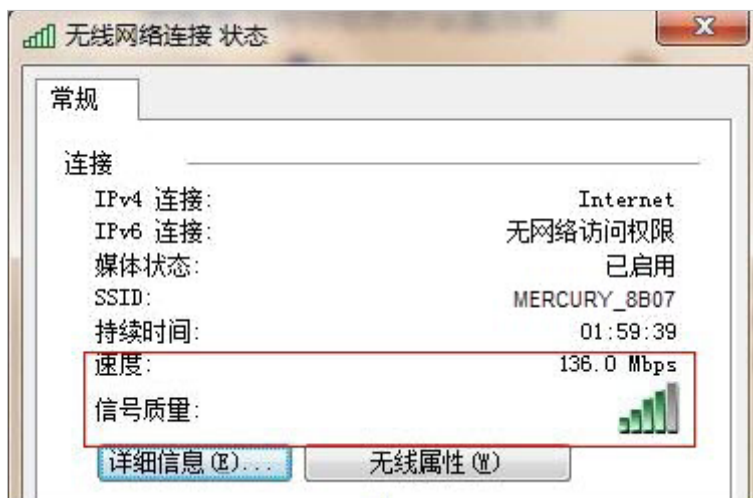 无线网络连接 状态
常规
连接
IPv4 连接: Internet
IPv6 连接: 无网络访问权限
媒体状态: 已启用
SSID: MERCURY_8B07
持续时间: 01:59:39
速度: 136.0 Mbps
信号质量:
详细信息(E)... 无线属性(W)